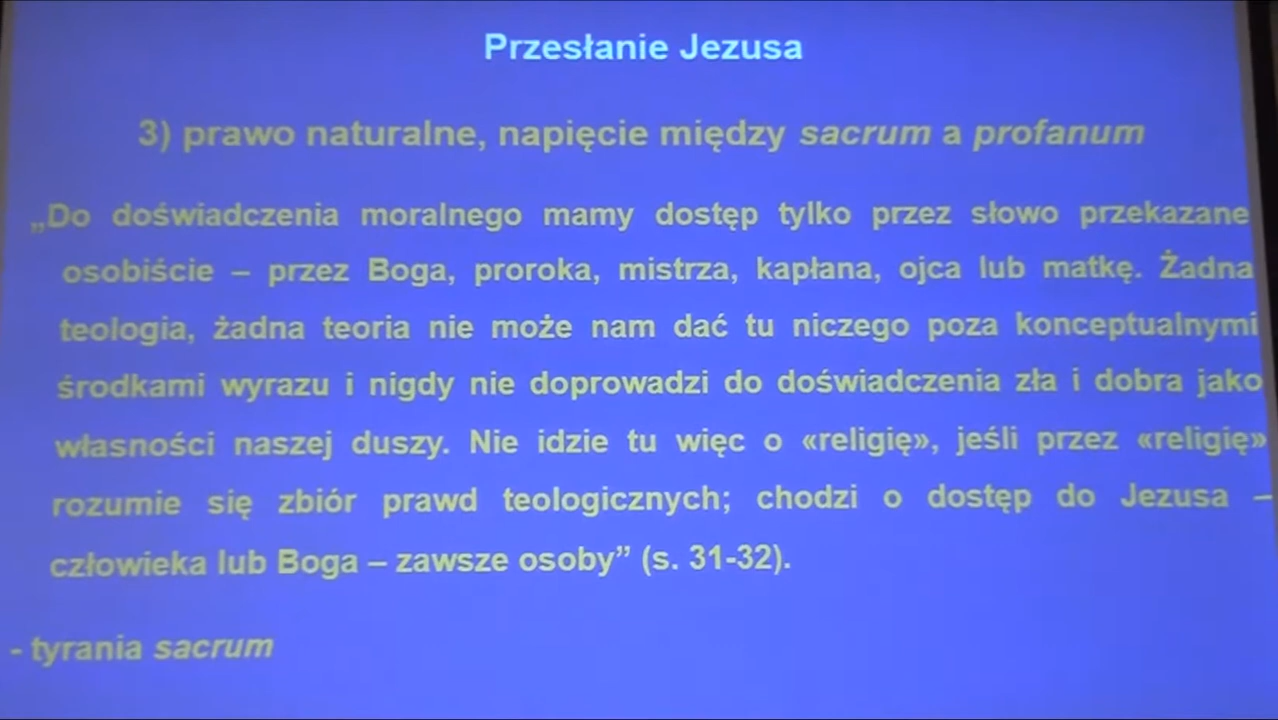 Przesłanie Jezusa
3) prawo naturalne, napięcie między sacrum a profanum
„Do doświadczenia moralnego mamy dostęp tylko przez słowo przekazane
osobiście – przez Boga, proroka, mistrza, kapłana, ojca lub matkę. Żadna
teologia, żadna teoria nie może nam dać tu niczego poza konceptualnymi
środkami wyrazu i nigdy nie doprowadzi do doświadczenia zła i dobra jako
własności naszej duszy. Nie idzie tu więc o «religię», jeśli przez «religię»
rozumie się zbiór prawd teologicznych; chodzi o dostęp do Jezusa –
człowieka lub Boga – zawsze osoby” (s. 31-32).
- tyrania sacrum